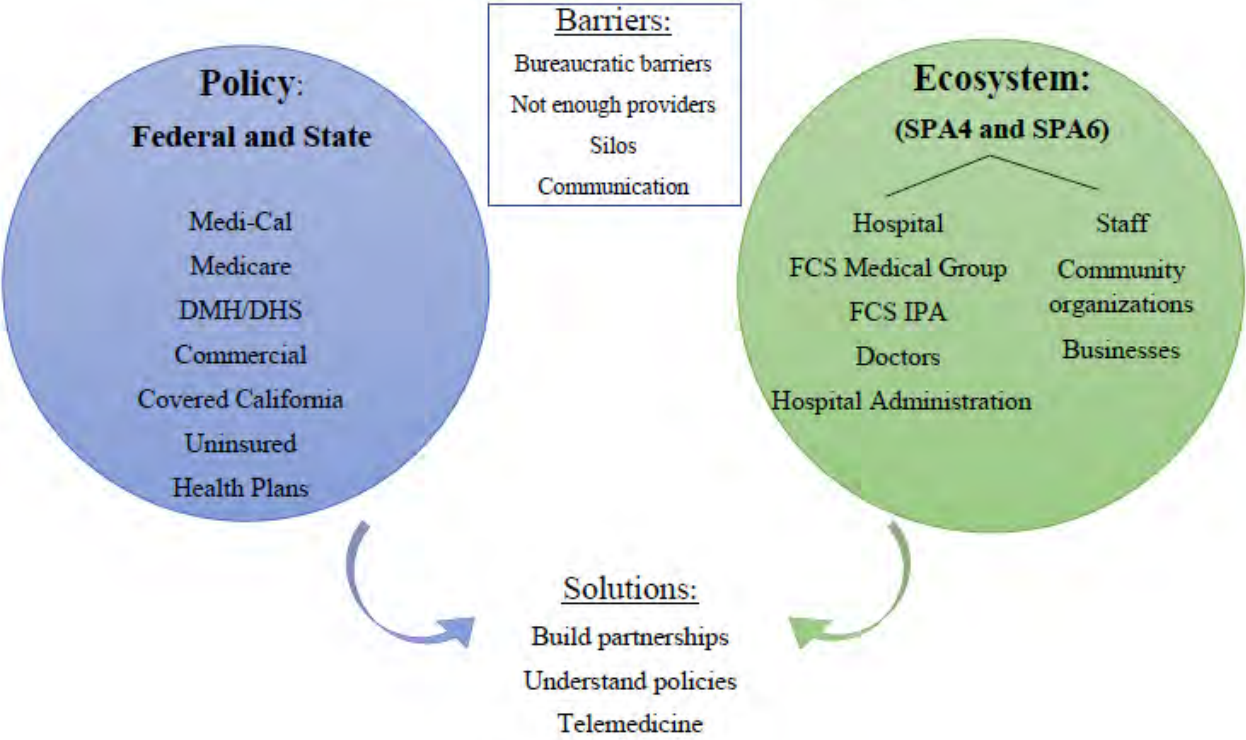 Policy:
Federal and State
Medi-Cal
Medicare
DMH/DHS
Commercial
Covered California
Uninsured
Health Plans
Barriers:
Bureaucratic barriers
Not enough providers
Silos
Communication
Ecosystem:
(SPA4 and SPA6)
Hospital
FCS Medical Group
FCS IPA
Doctors
Hospital Administration
Staff
Community
organizations
Businesses
Solutions:
Build partnerships
Understand policies
Telemedicine